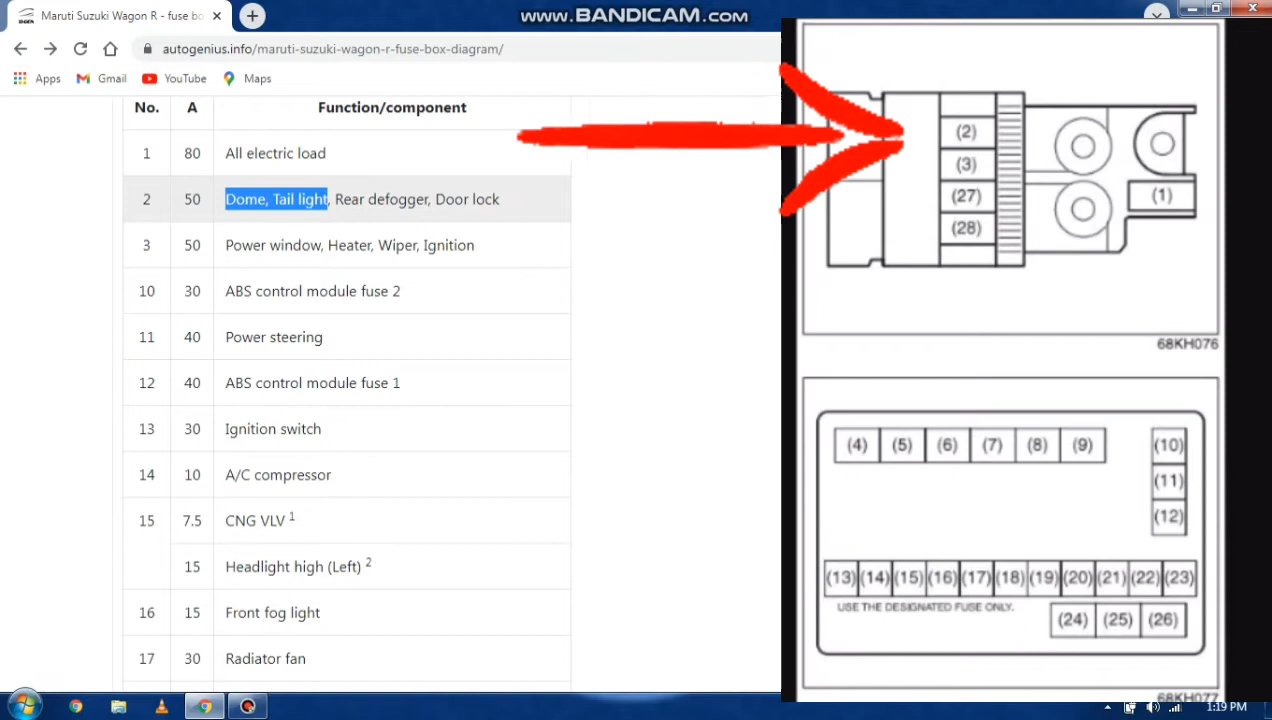 Maruti Suzuki Wagon R - fuse bo
www.BANDICAM.com
autogenius.info/maruti-suzuki-wagon-r-fuse-box-diagram/
Apps
Gmail
YouTube
Maps
No. A Function/component
1 80 All electric load
2 50 Dome, Tail light, Rear defogger, Door lock
3 50 Power window, Heater, Wiper, Ignition
10 30 ABS control module fuse 2
11 40 Power steering
12 40 ABS control module fuse 1
13 30 Ignition switch
14 10 A/C compressor
15 7.5 CNG VLV 1
15 Headlight high (Left) 2
16 15 Front fog light
17 30 Radiator fan
(2)
(3)
(27)
(28)
(1)
68KH076
(4) (5) (6) (7) (8) (9)
(10)
(11)
(12)
(13) (14) (15) (16) (17) (18) (19) (20) (21) (22) (23)
USE THE DESIGNATED FUSE ONLY.
(24) (25) (26)
68KH077
1:19 PM